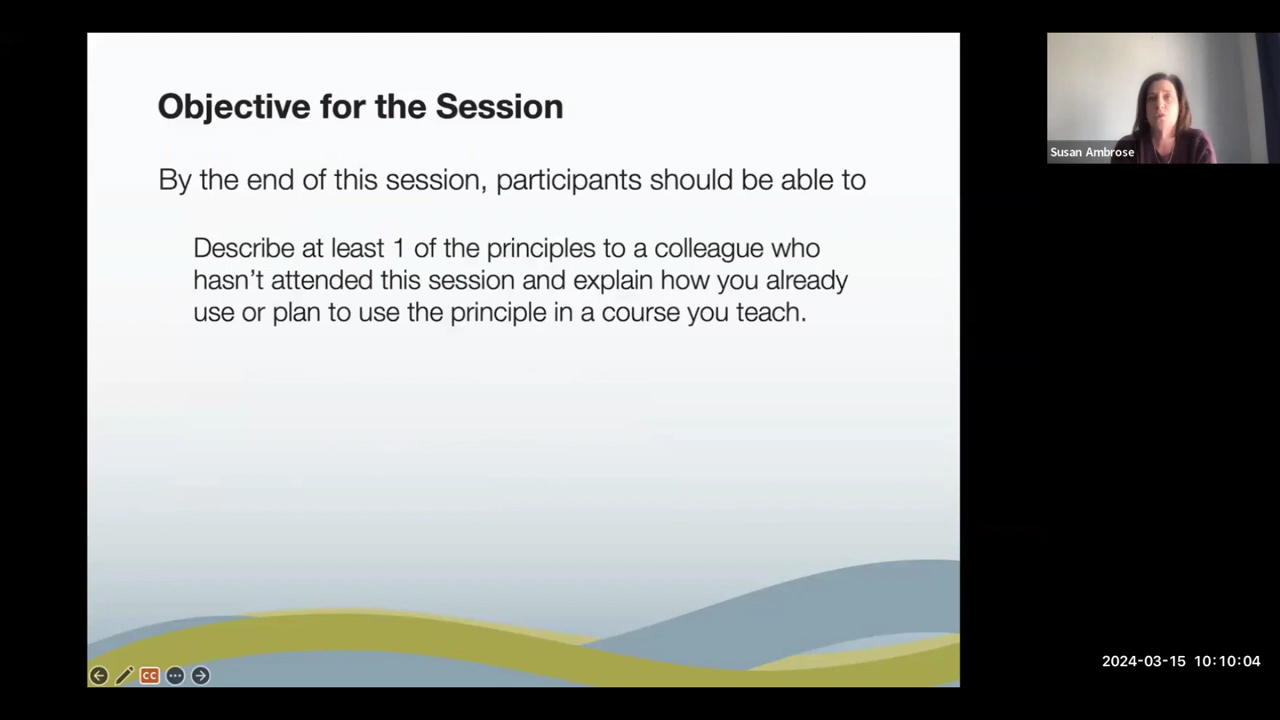 Objective for the Session
By the end of this session, participants should be able to
Describe at least 1 of the principles to a colleague who
hasn’t attended this session and explain how you already
use or plan to use the principle in a course you teach.
Susan Ambrose
CC
2024-03-15 10:10:04